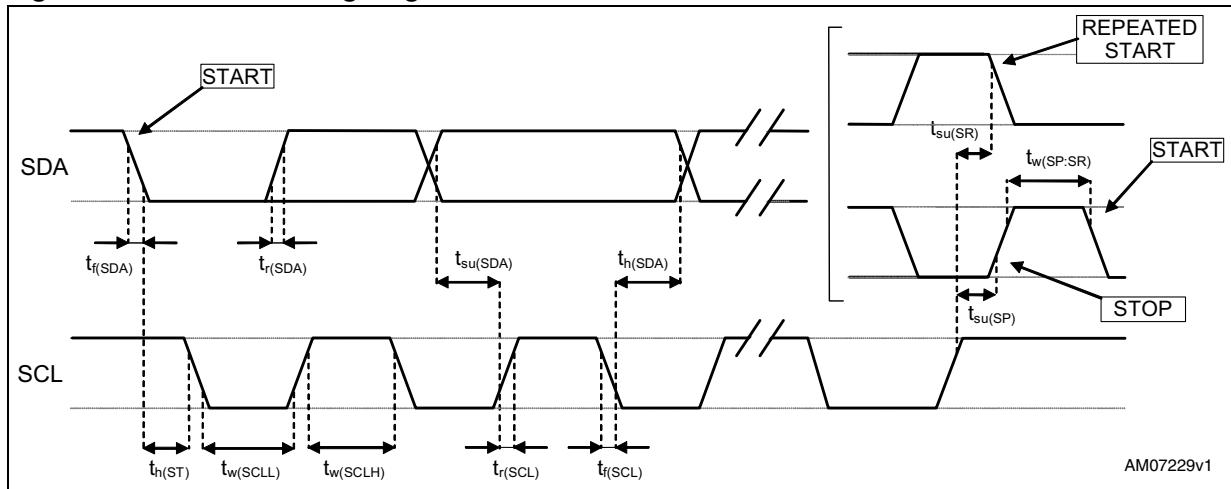 REPEATED
START
START
t_su(SR)
START
t_w(SP:SR)
SDA
t_f(SDA)
t_r(SDA)
t_su(SDA)
t_h(SDA)
STOP
t_su(SP)
SCL
t_h(ST)
t_w(SCLL)
t_w(SCLH)
t_r(SCL)
t_f(SCL)
AM07229v1